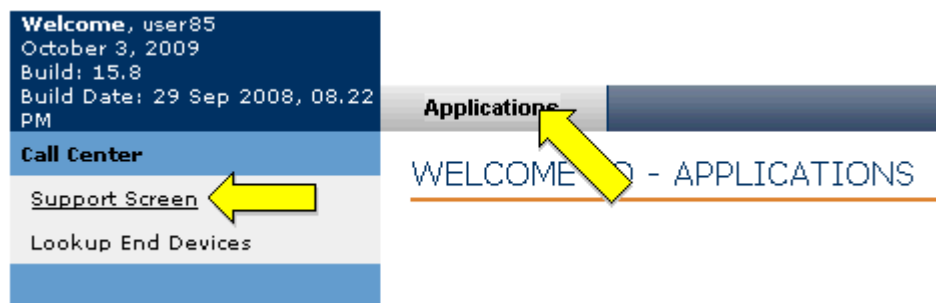 Welcome, user85
October 3, 2009
Build: 15.8
Build Date: 29 Sep 2008, 08.22
PM
Call Center
Support Screen
Lookup End Devices
Applications
WELCOME - APPLICATIONS